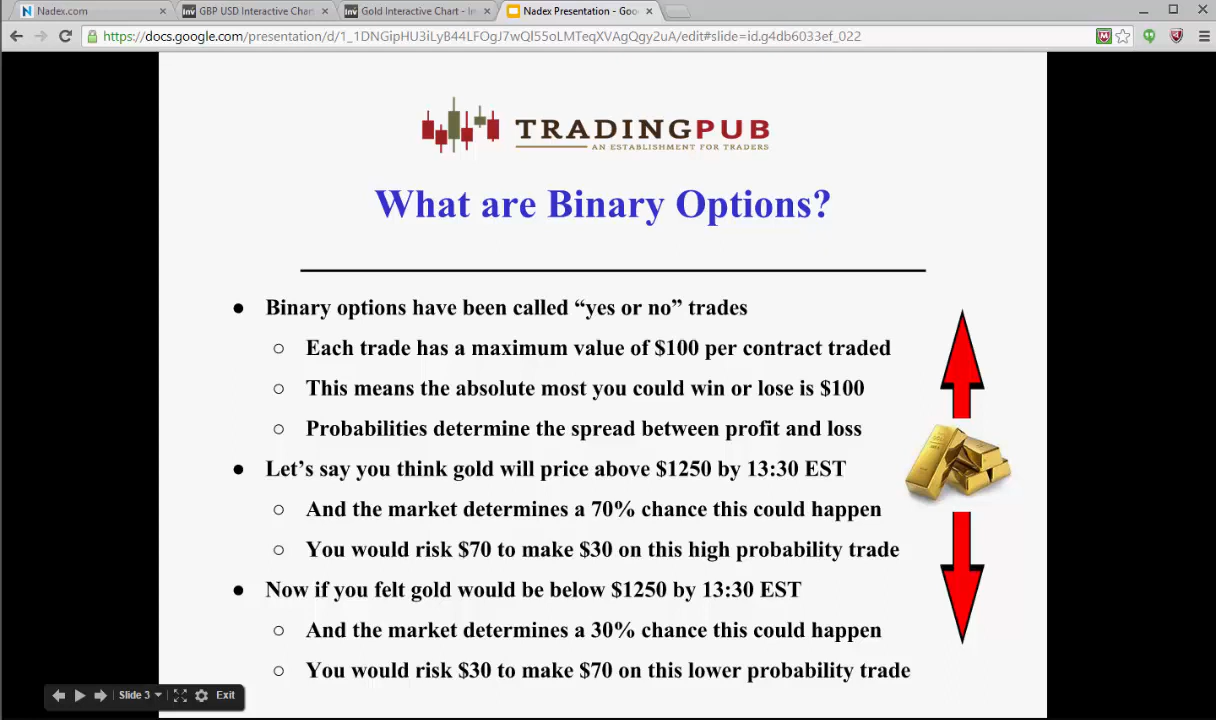 Nadex.com
GBP USD Interactive Chart
Gold Interactive Chart - In
Nadex Presentation - Goo
https://docs.google.com/presentation/d/1_1DNGipHU3iLyB44LFOgJ7wQl55oLMTeqXVAgQgy2uA/edit#slide=id.g4db6033ef_022
TRADINGPUB
AN ESTABLISHMENT FOR TRADERS
What are Binary Options?
● Binary options have been called “yes or no” trades
○ Each trade has a maximum value of $100 per contract traded
○ This means the absolute most you could win or lose is $100
○ Probabilities determine the spread between profit and loss
● Let’s say you think gold will price above $1250 by 13:30 EST
○ And the market determines a 70% chance this could happen
○ You would risk $70 to make $30 on this high probability trade
● Now if you felt gold would be below $1250 by 13:30 EST
○ And the market determines a 30% chance this could happen
○ You would risk $30 to make $70 on this lower probability trade
Slide 3
Exit